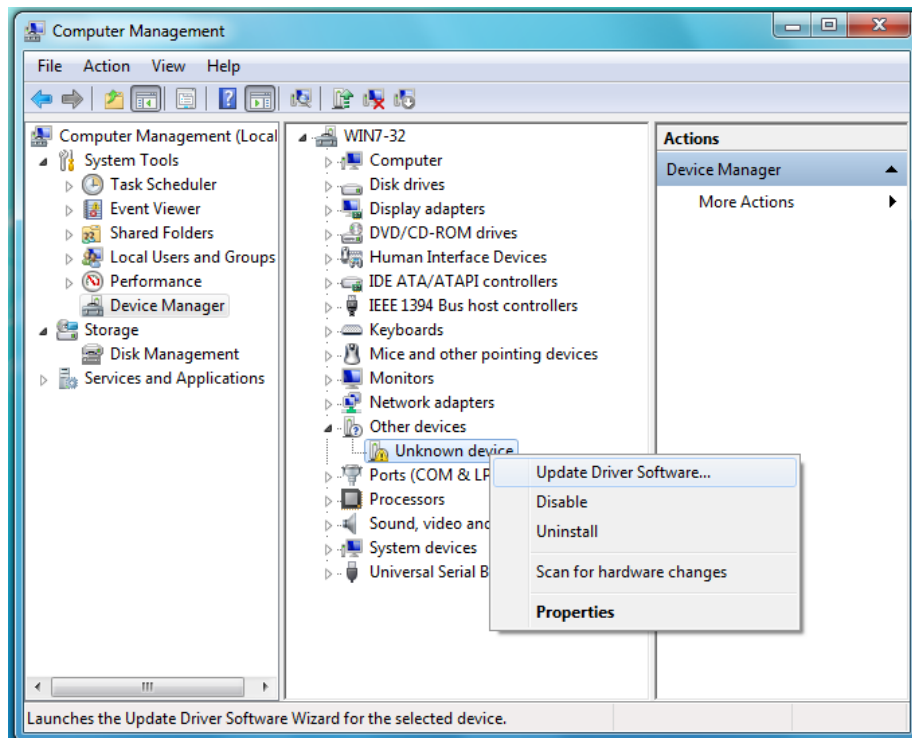 Computer Management
File Action View Help
Computer Management (Local
System Tools
Task Scheduler
Event Viewer
Shared Folders
Local Users and Groups
Performance
Device Manager
Storage
Disk Management
Services and Applications
WIN7-32
Computer
Disk drives
Display adapters
DVD/CD-ROM drives
Human Interface Devices
IDE ATA/ATAPI controllers
IEEE 1394 Bus host controllers
Keyboards
Mice and other pointing devices
Monitors
Network adapters
Other devices
Unknown device
Ports (COM & LP
Processors
Sound, video and
System devices
Universal Serial B
Update Driver Software...
Disable
Uninstall
Scan for hardware changes
Properties
Actions
Device Manager
More Actions
Launches the Update Driver Software Wizard for the selected device.